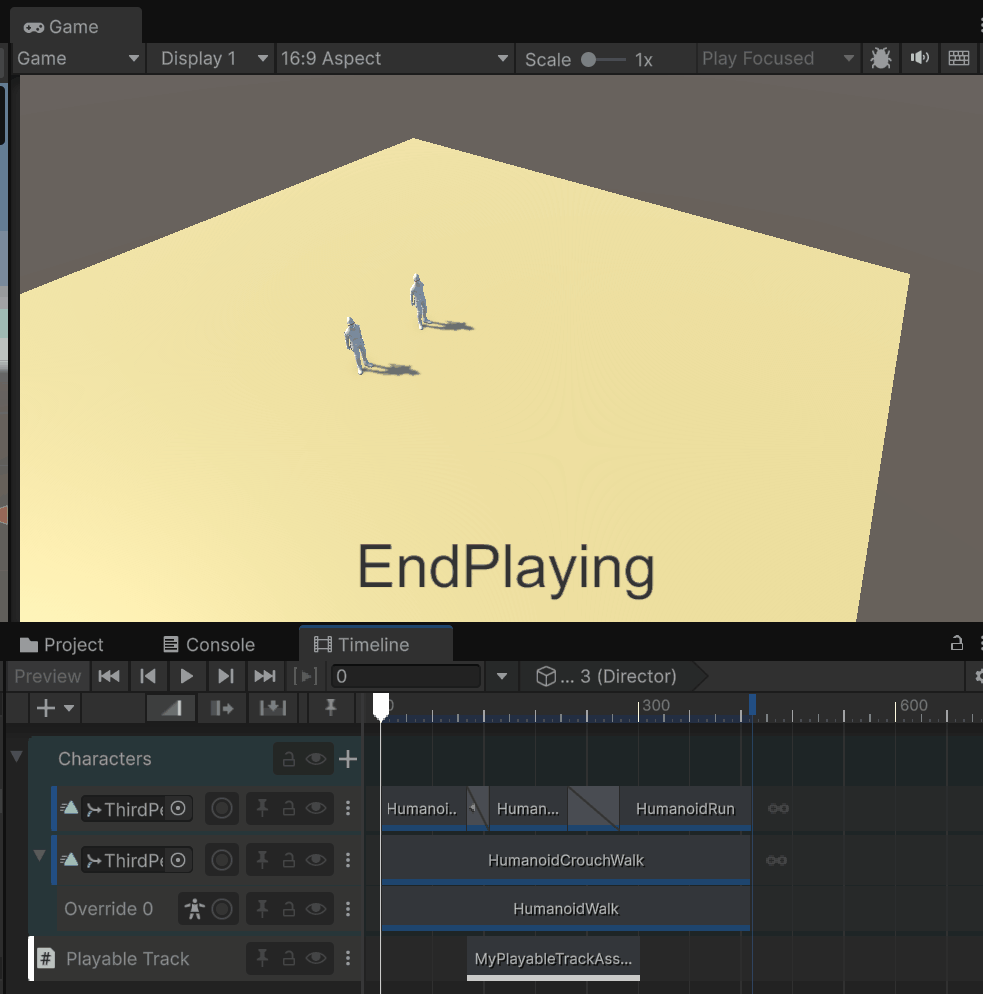 Game
Game Display 1 16:9 Aspect Scale 1x Play Focused
EndPlaying
Project Console Timeline
Preview 0 ... 3 (Director)
300 600
Characters
ThirdPe Humanoi... Human... HumanoidRun
ThirdPe HumanoidCrouchWalk
Override 0 HumanoidWalk
# Playable Track MyPlayableTrackAss...